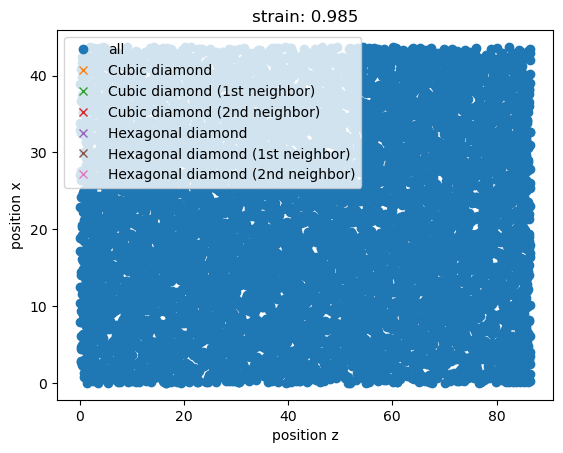 strain: 0.985
all
Cubic diamond
Cubic diamond (1st neighbor)
Cubic diamond (2nd neighbor)
Hexagonal diamond
Hexagonal diamond (1st neighbor)
Hexagonal diamond (2nd neighbor)
position x
40
30
20
10
0
0 20 40 60 80
position z